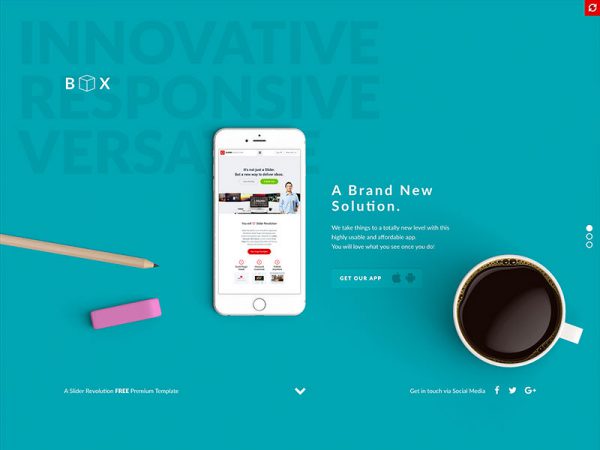 INNOVATIVE
RESPONSIVE
VERSA
B X
It's not just a Slider.
But a new way to deliver ideas.
A Brand New
Solution.
We take things to a totally new level with this
highly usable and affordable app.
You will love what you see once you do!
GET OUR APP
A Slider Revolution FREE Premium Template
Get in touch via Social Media